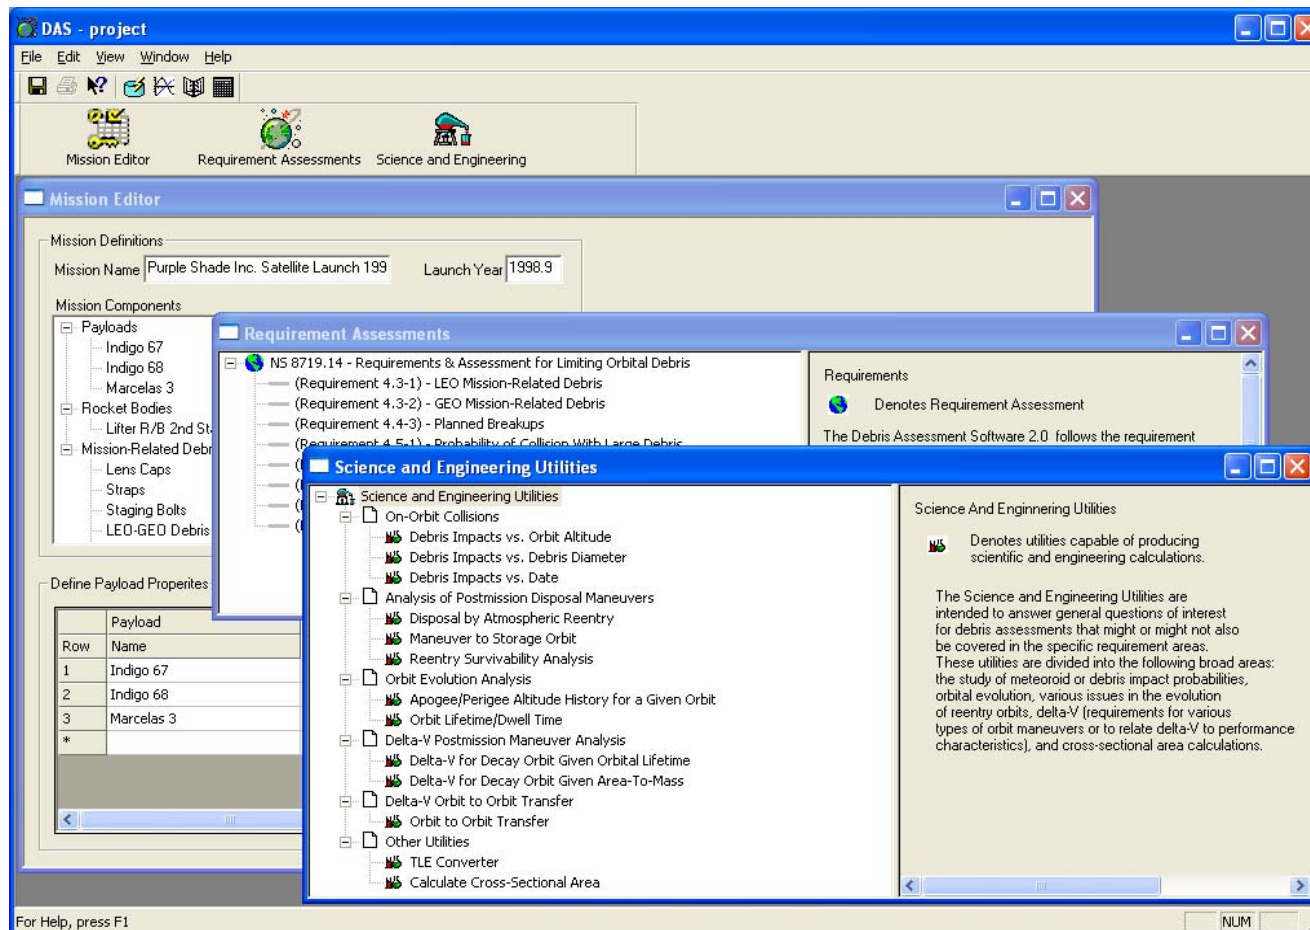 DAS - project
File Edit View Window Help
Mission Editor Requirement Assessments Science and Engineering
Mission Editor
Mission Definitions
Mission Name Purple Shade Inc. Satellite Launch 199 Launch Year 1998.9
Mission Components
Payloads
Indigo 67
Indigo 68
Marcelas 3
Rocket Bodies
Lifter R/B 2nd
Mission-Related
Lens Caps
Straps
Staging Bolts
LEO-GEO Debris
Define Payload Properites
Payload
Row Name
1 Indigo 67
2 Indigo 68
3 Marcelas 3
*
Requirement Assessments
NS 8719.14 - Requirements & Assessment for Limiting Orbital Debris
(Requirement 4.3-1) - LEO Mission-Related Debris
(Requirement 4.3-2) - GEO Mission-Related Debris
(Requirement 4.4-3) - Planned Breakups
(Requirement 4.5-1) - Probability of Collision With Large Debris
Requirements
Denotes Requirement Assessment
The Debris Assessment Software 2.0 follows the requirement
Science and Engineering Utilities
Science and Engineering Utilities
On-Orbit Collisions
Debris Impacts vs. Orbit Altitude
Debris Impacts vs. Debris Diameter
Debris Impacts vs. Date
Analysis of Postmission Disposal Maneuvers
Disposal by Atmospheric Reentry
Maneuver to Storage Orbit
Reentry Survivability Analysis
Orbit Evolution Analysis
Apogee/Perigee Altitude History for a Given Orbit
Orbit Lifetime/Dwell Time
Delta-V Postmission Maneuver Analysis
Delta-V for Decay Orbit Given Orbital Lifetime
Delta-V for Decay Orbit Given Area-To-Mass
Delta-V Orbit to Orbit Transfer
Orbit to Orbit Transfer
Other Utilities
TLE Converter
Calculate Cross-Sectional Area
Science And Enginnering Utilities
Denotes utilities capable of producing
scientific and engineering calculations.
The Science and Engineering Utilities are
intended to answer general questions of interest
for debris assessments that might or might not also
be covered in the specific requirement areas.
These utilities are divided into the following broad areas:
the study of meteoroid or debris impact probabilities,
orbital evolution, various issues in the evolution
of reentry orbits, delta-V (requirements for various
types of orbit maneuvers or to relate delta-V to performance
characteristics), and cross-sectional area calculations.
For Help, press F1
NUM